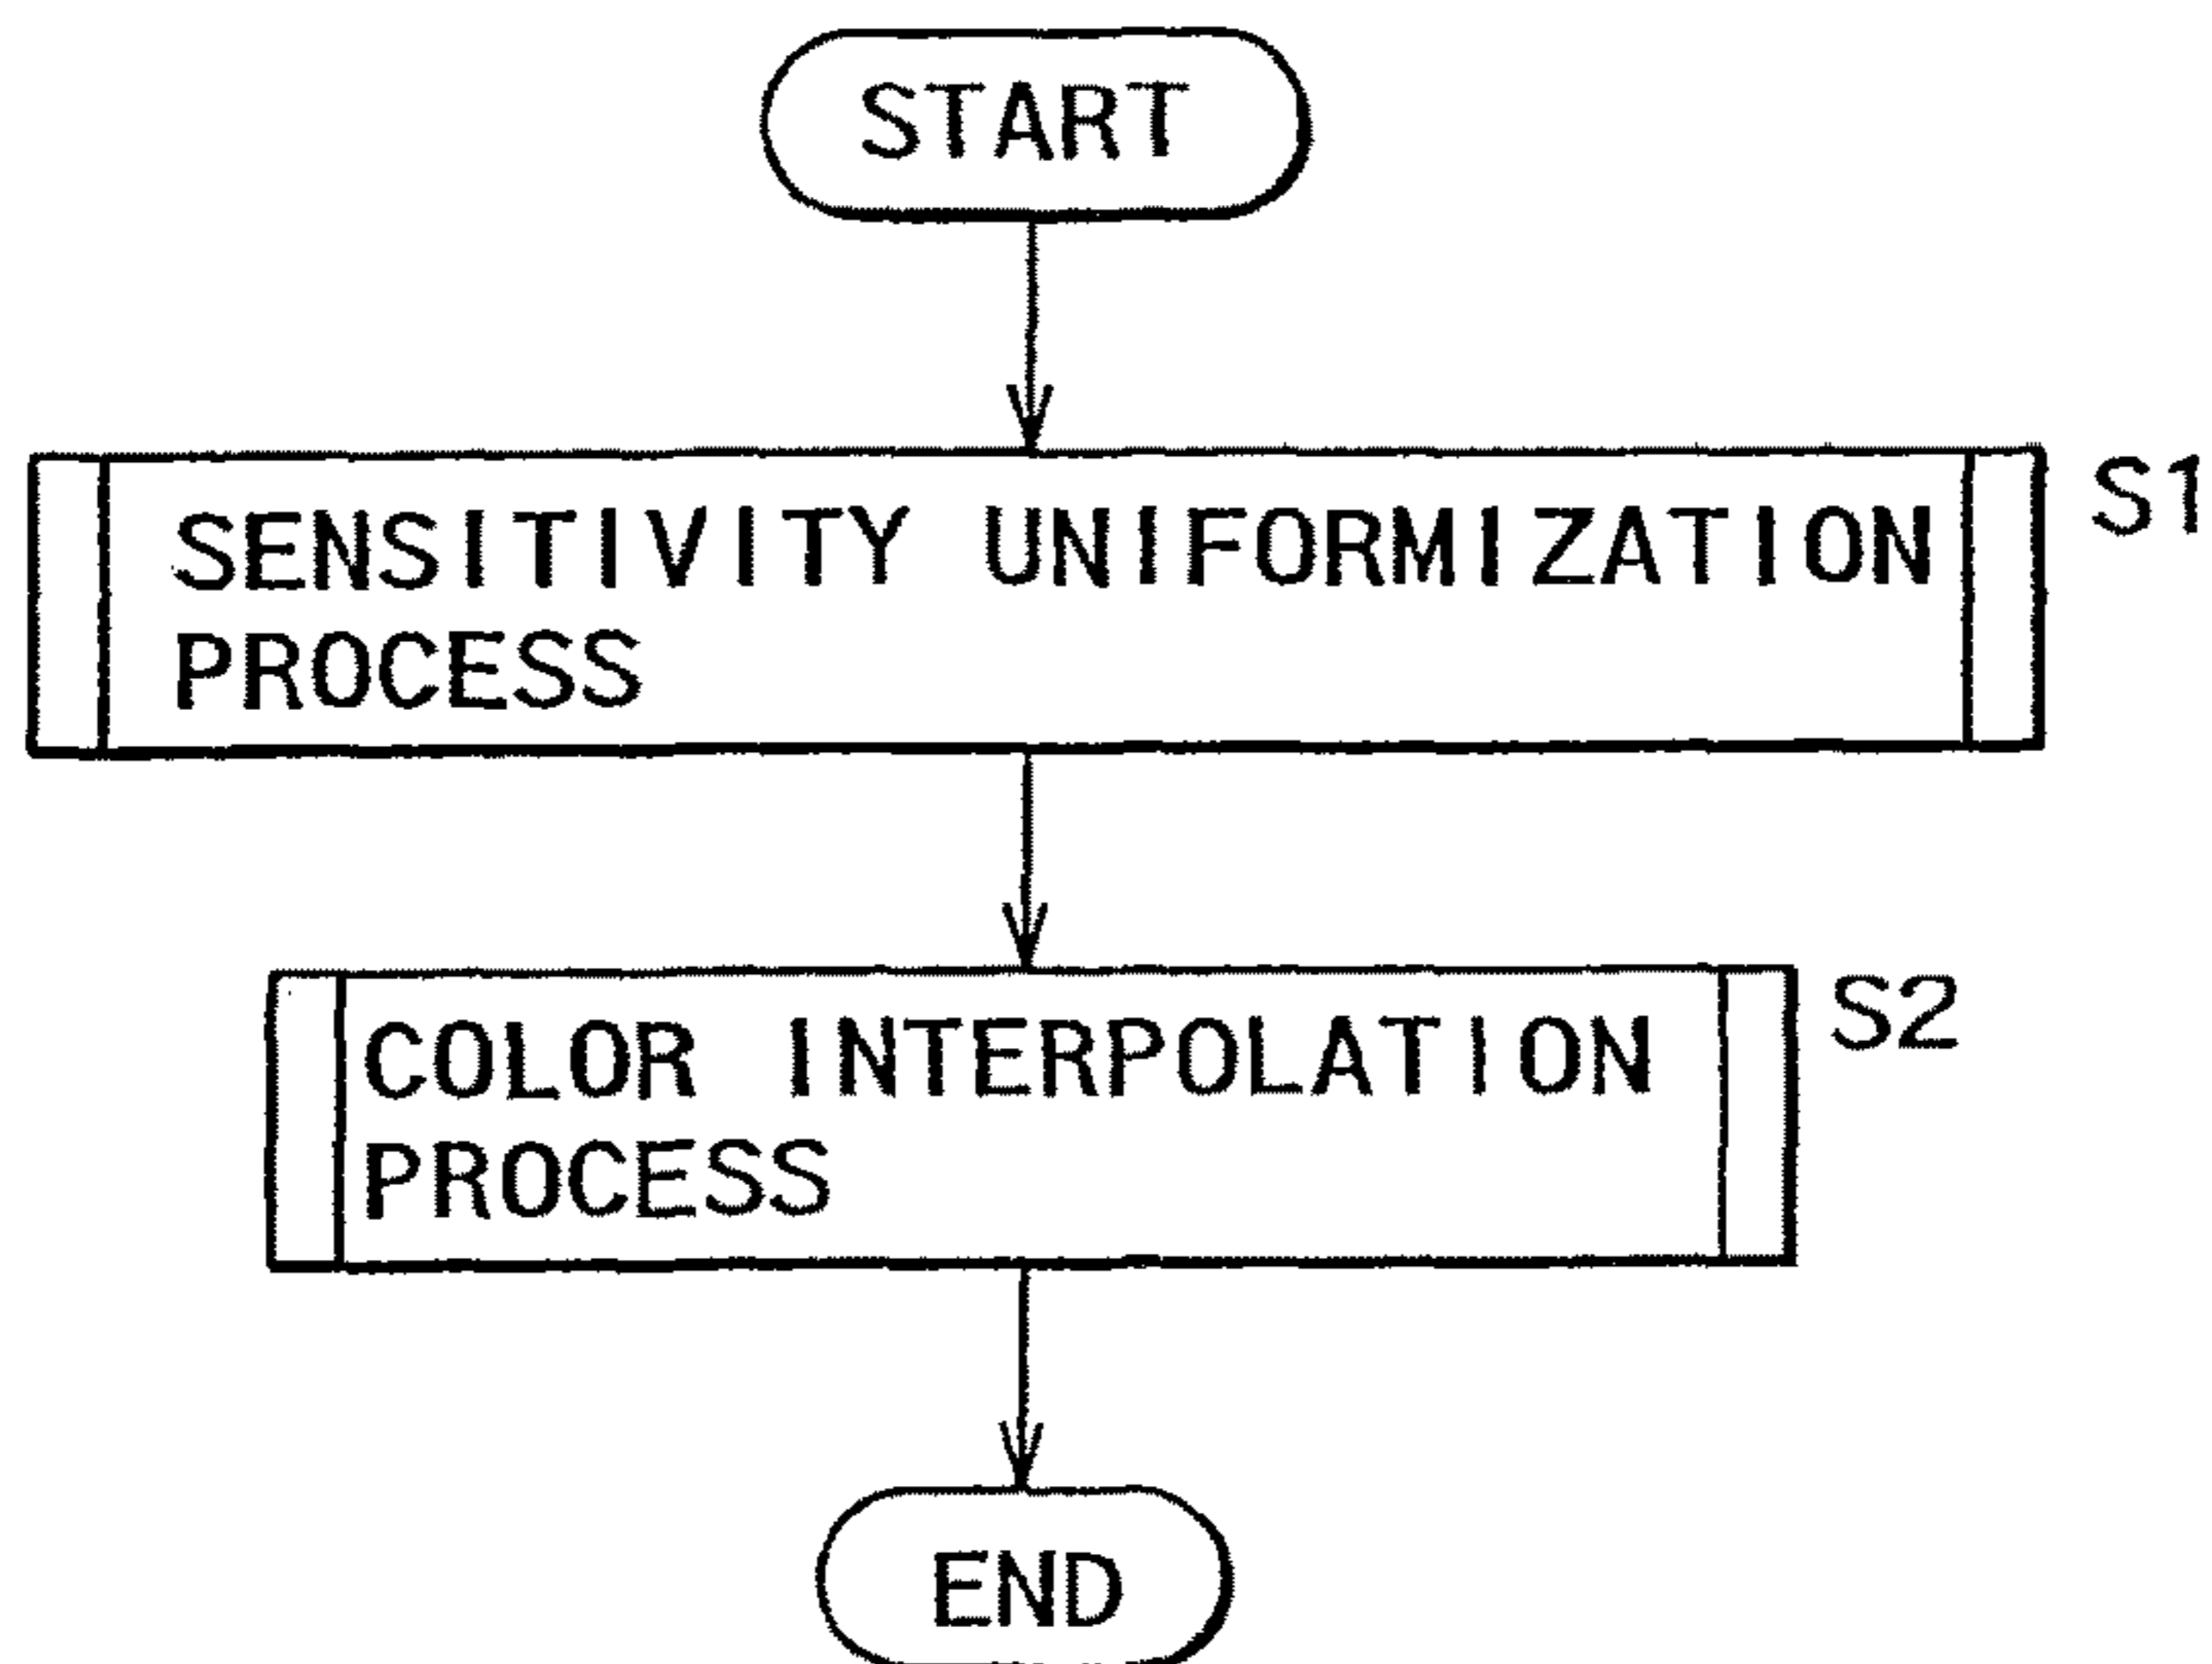 START
SENSITIVITY UNIFORMIZATION S1
PROCESS
COLOR INTERPOLATION S2
PROCESS
END